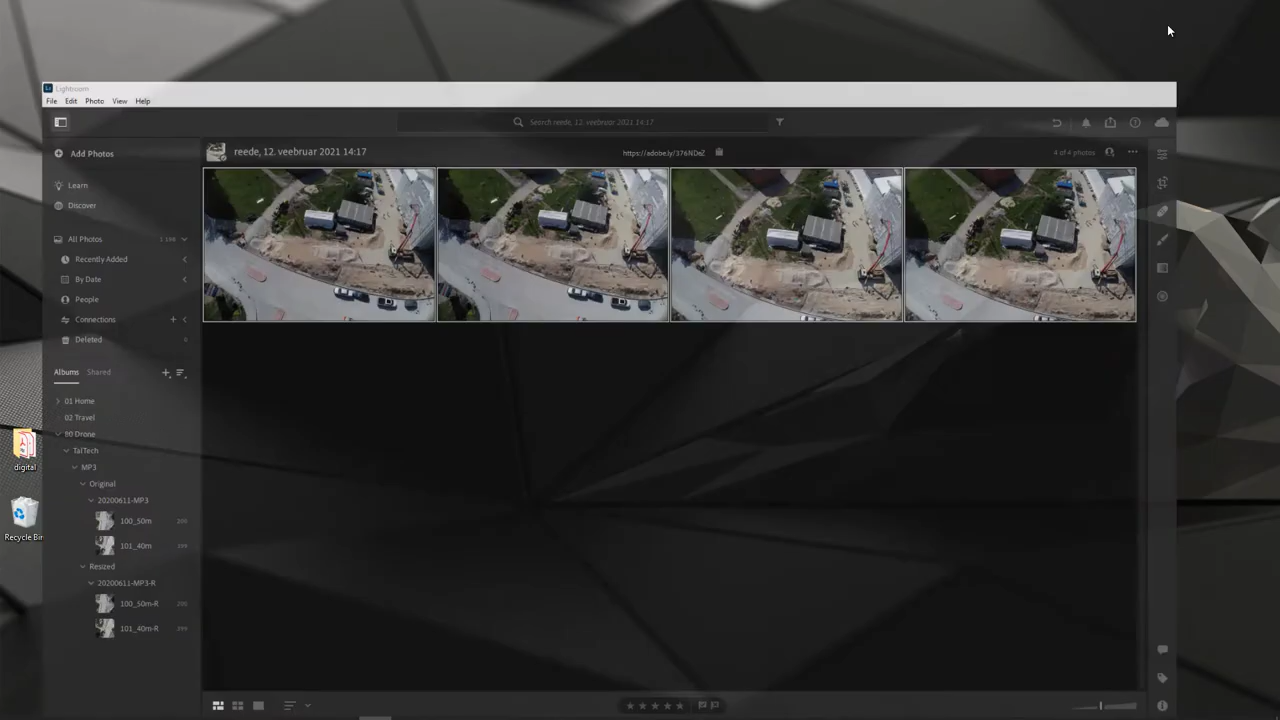 Lightroom
File Edit Photo View Help
Search reede, 12. veebruar 2021 14:17
Add Photos
reede, 12. veebruar 2021 14:17
https://adobe.ly/376NDeZ
4 of 4 photos
Learn
Discover
All Photos 1 198
Recently Added
By Date
People
Connections
Deleted
Albums Shared
01 Home
02 Travel
90 Drone
TalTech
MP3
Original
20200611-MP3
100_50m
101_40m
Resized
20200611-MP3-R
100_50m-R
101_40m-R
digital
Recycle Bin